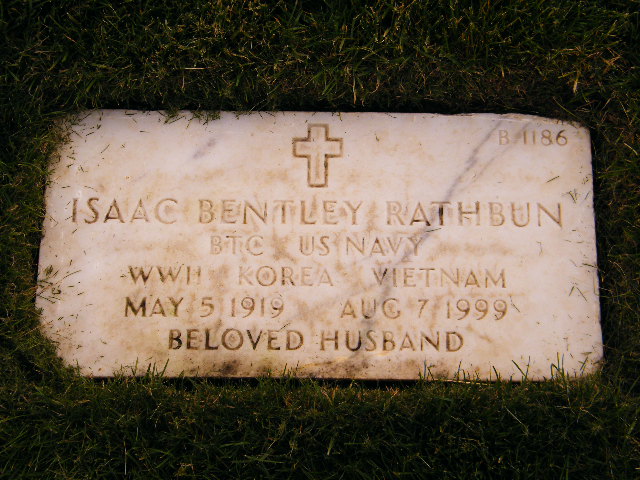 B-1186
ISAAC BENTLEY RATHBUN
BTC US NAVY
WWII KOREA VIETNAM
MAY 5 1919 AUG 7 1999
BELOVED HUSBAND